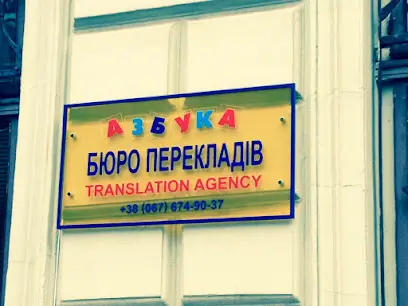 АЗБУКА
БЮРО ПЕРЕКЛАДІВ
TRANSLATION AGENCY
+38 (067) 674-90-37